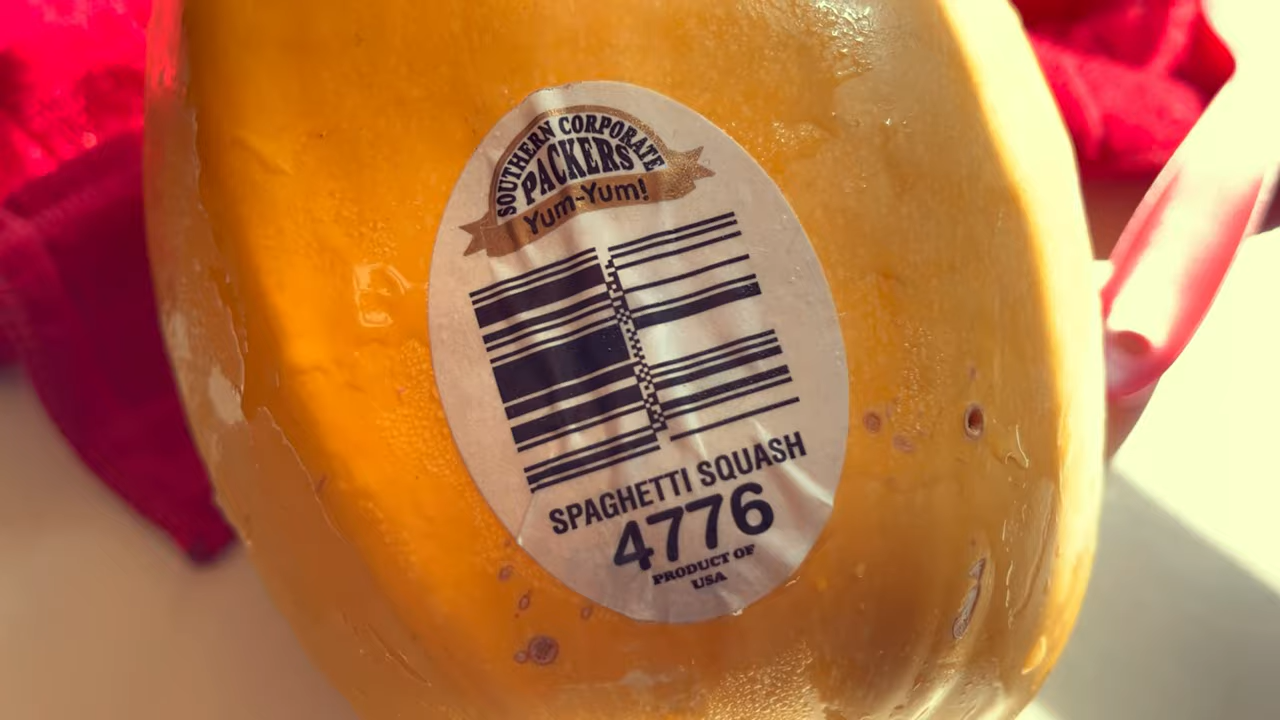 SOUTHERN CORPORATE
PACKERS
Yum-Yum!
SPAGHETTI SQUASH
4776
PRODUCT OF
USA